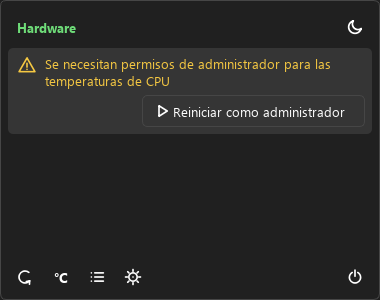 Hardware
Se necesitan permisos de administrador para las
temperaturas de CPU
Reiniciar como administrador
°C